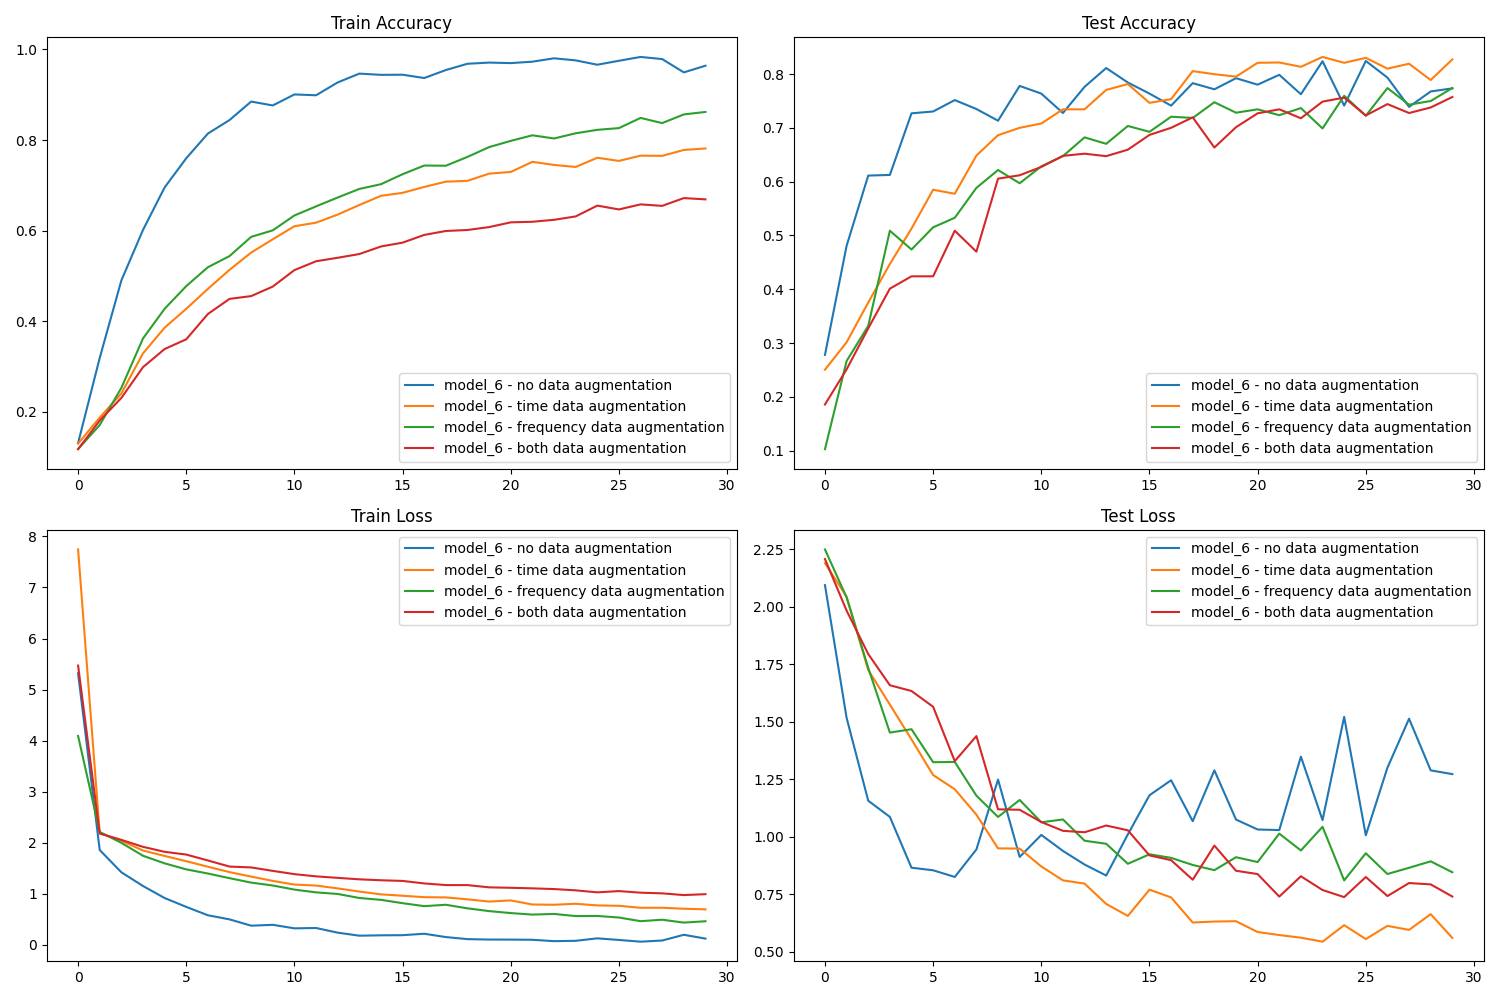 Train Accuracy
1.0
0.8
0.6
0.4
0.2
model_6 - no data augmentation
model_6 - time data augmentation
model_6 - frequency data augmentation
model_6 - both data augmentation
0 5 10 15 20 25 30
Test Accuracy
0.8
0.7
0.6
0.5
0.4
0.3
0.2
0.1
model_6 - no data augmentation
model_6 - time data augmentation
model_6 - frequency data augmentation
model_6 - both data augmentation
0 5 10 15 20 25 30
Train Loss
8
7
6
5
4
3
2
1
0
model_6 - no data augmentation
model_6 - time data augmentation
model_6 - frequency data augmentation
model_6 - both data augmentation
0 5 10 15 20 25 30
Test Loss
2.25
2.00
1.75
1.50
1.25
1.00
0.75
0.50
model_6 - no data augmentation
model_6 - time data augmentation
model_6 - frequency data augmentation
model_6 - both data augmentation
0 5 10 15 20 25 30